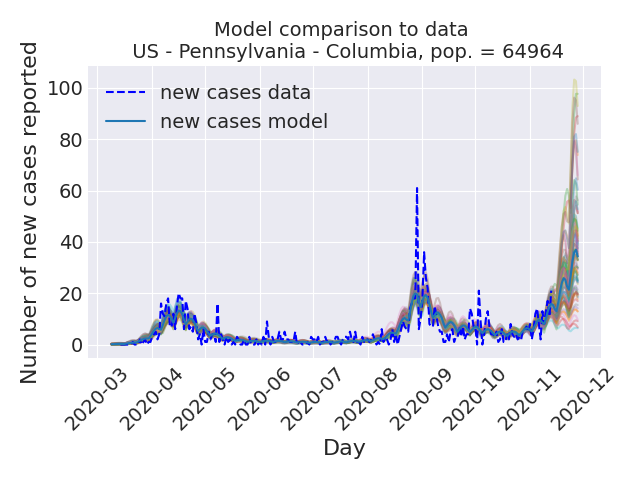 Model comparison to data
US - Pennsylvania - Columbia, pop. = 64964
Number of new cases reported
100
80
60
40
20
0
new cases data
new cases model
2020-03
2020-04
2020-05
2020-06
2020-07
2020-08
2020-09
2020-10
2020-11
2020-12
Day